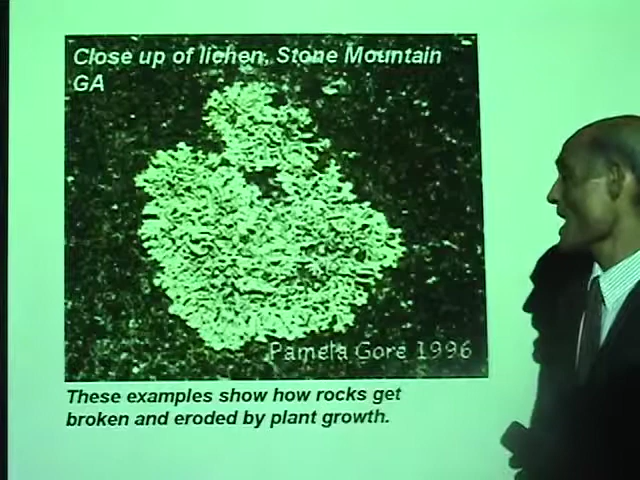 Close up of lichen, Stone Mountain
GA
Pamela Gore 1996
These examples show how rocks get
broken and eroded by plant growth.